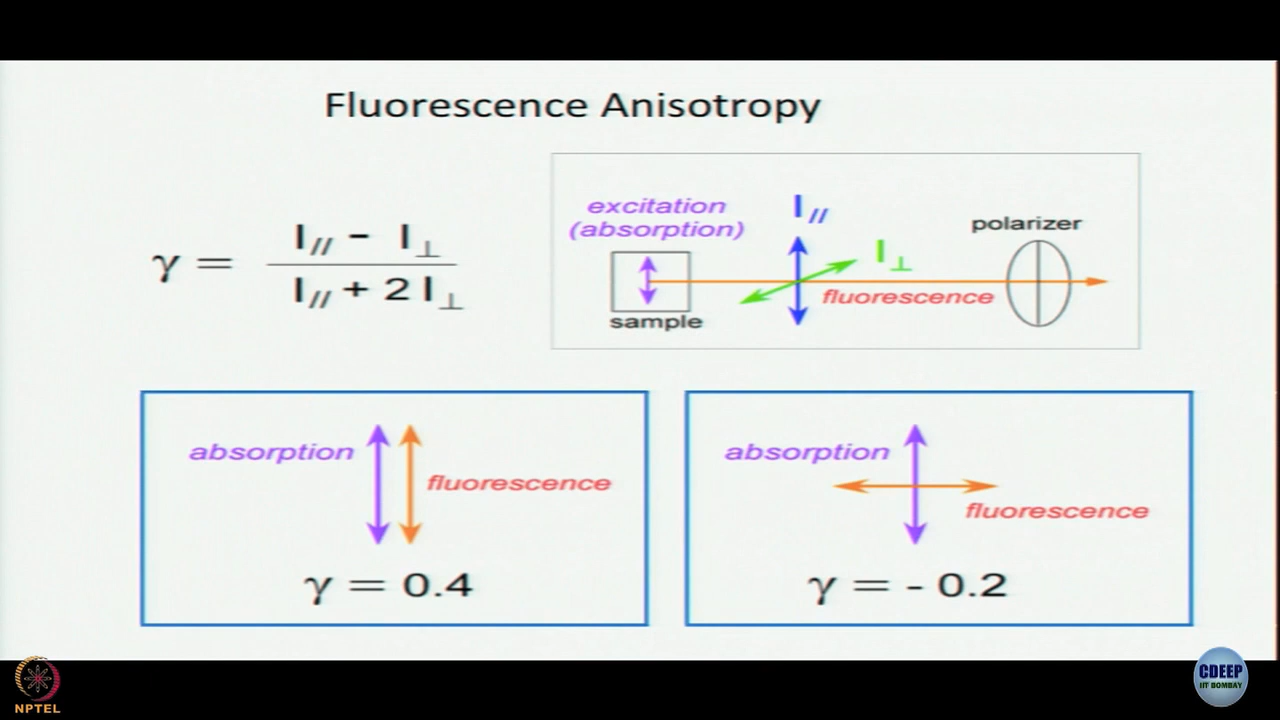 Fluorescence Anisotropy
γ = I// - I⊥
I// + 2 I⊥
excitation
(absorption)
sample
I//
I⊥
fluorescence
polarizer
absorption
fluorescence
γ = 0.4
absorption
fluorescence
γ = - 0.2
NPTEL
CDEEP
IIT BOMBAY